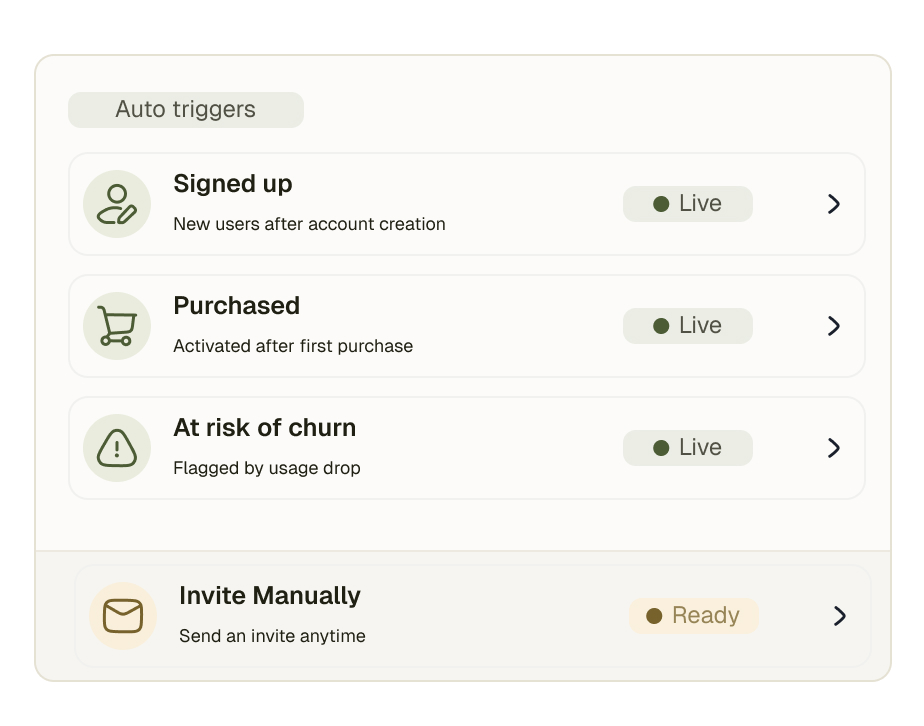 Auto triggers
Signed up
New users after account creation
Live
Purchased
Activated after first purchase
Live
At risk of churn
Flagged by usage drop
Live
Invite Manually
Send an invite anytime
Ready